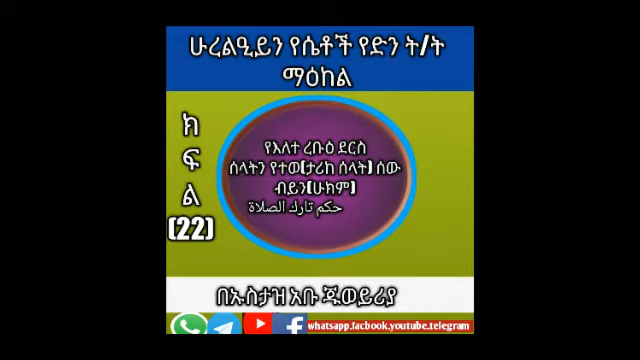 ሁረልዒይን የሴቶች የድን ት/ት
ማዕከል
ክ
ፍ
ል
(22)
የእለተ ረቡዕ ደርስ
ሰላትን የተወ(ታሪከ ሰላት) ሰው
ብይን(ሁክም)
حكم تارك الصلاة
በኡስታዝ አቡ ጁወይሪያ
whatsapp.facbook.youtube.telegram